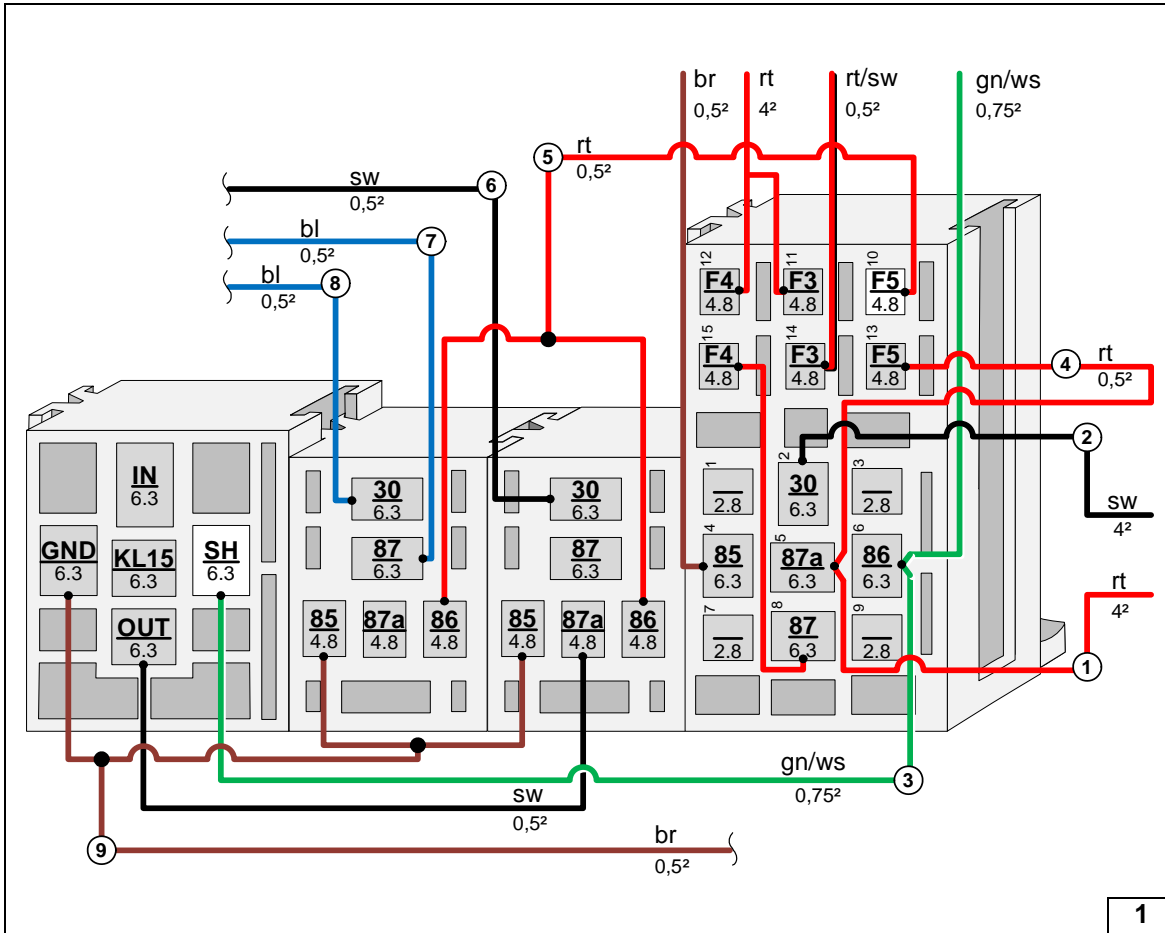 br
0,5²
rt
4²
rt/sw
0,5²
gn/ws
0,75²
5
rt
0,5²
sw
6
0,5²
bl
7
0,5²
bl
8
0,5²
12
F4
4.8
11
F3
4.8
10
F5
4.8
15
F4
4.8
14
F3
4.8
13
F5
4.8
4
rt
0,5²
2
sw
4²
IN
6.3
GND
6.3
KL15
6.3
SH
6.3
OUT
6.3
30
6.3
87
6.3
85
4.8
87a
4.8
86
4.8
30
6.3
87
6.3
85
4.8
87a
4.8
86
4.8
1
2.8
2
30
6.3
3
2.8
4
85
6.3
5
87a
6.3
6
86
6.3
7
2.8
8
87
6.3
9
2.8
rt
4²
1
gn/ws
3
0,75²
sw
0,5²
9
br
0,5²
1